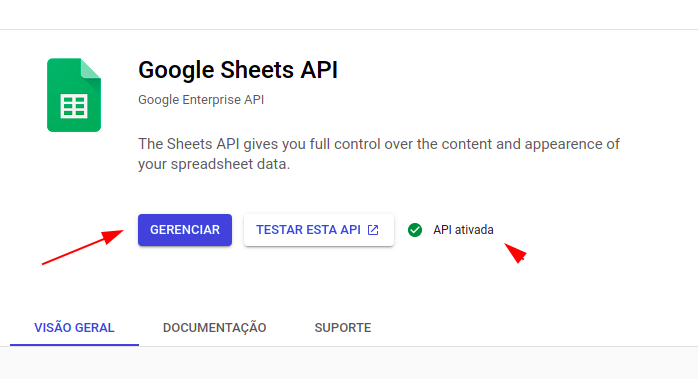 Google Sheets API
Google Enterprise API
The Sheets API gives you full control over the content and appearence of
your spreadsheet data.
GERENCIAR
TESTAR ESTA API
API ativada
VISÃO GERAL
DOCUMENTAÇÃO
SUPORTE